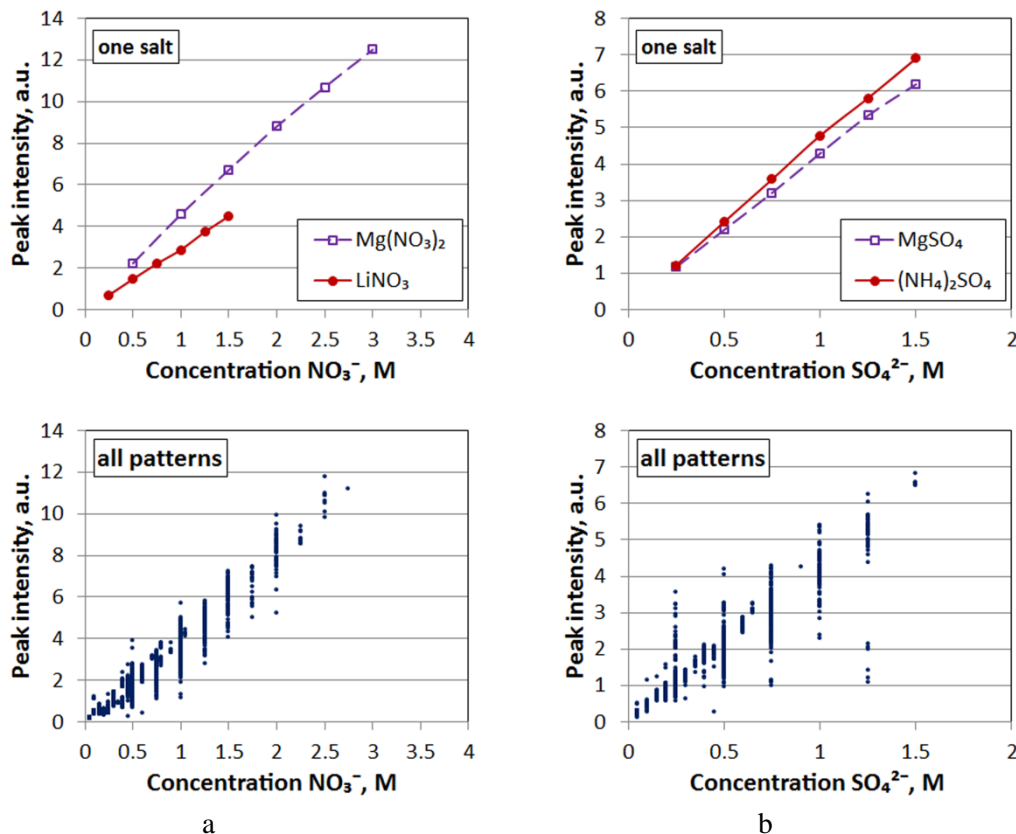 Peak intensity, a.u.
14
12
10
8
6
4
2
0
one salt
Mg(NO₃)₂
LiNO₃
0 0.5 1 1.5 2 2.5 3 3.5 4
Concentration NO₃⁻, M
Peak intensity, a.u.
8
7
6
5
4
3
2
1
0
one salt
MgSO₄
(NH₄)₂SO₄
0 0.5 1 1.5 2
Concentration SO₄²⁻, M
Peak intensity, a.u.
14
12
10
8
6
4
2
0
all patterns
0 0.5 1 1.5 2 2.5 3 3.5 4
Concentration NO₃⁻, M
a
Peak intensity, a.u.
8
7
6
5
4
3
2
1
0
all patterns
0 0.5 1 1.5 2
Concentration SO₄²⁻, M
b